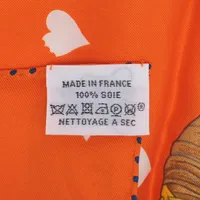 MADE IN FRANCE
100% SOIE
NETTOYAGE A SEC